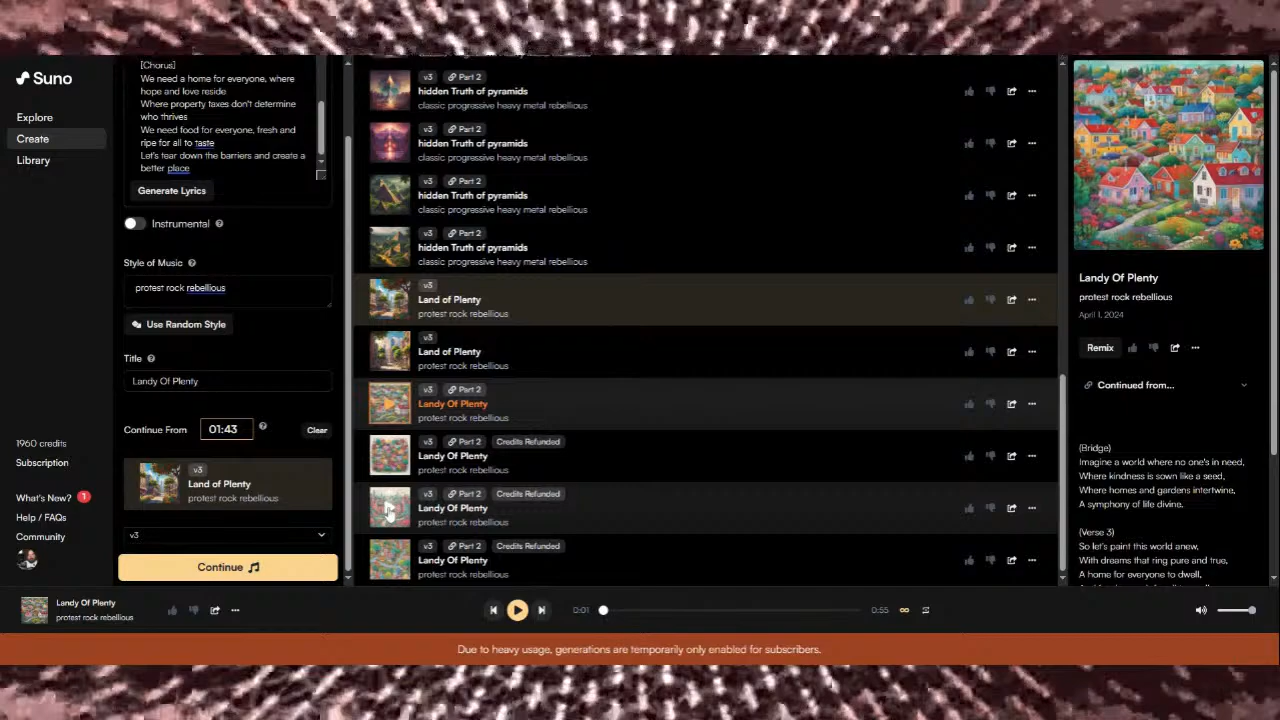 Suno
Explore
Create
Library
1960 credits
Subscription
What's New? 1
Help / FAQs
Community
[Chorus]
We need a home for everyone, where
hope and love reside
Where property taxes don't determine
who thrives
We need food for everyone, fresh and
ripe for all to taste
Let's tear down the barriers and create a
better place
Generate Lyrics
Instrumental
Style of Music
protest rock rebellious
Use Random Style
Title
Landy Of Plenty
Continue From 01:43 Clear
v3
Land of Plenty
protest rock rebellious
v3
Continue
v3 Part 2
hidden Truth of pyramids
classic progressive heavy metal rebellious
v3 Part 2
hidden Truth of pyramids
classic progressive heavy metal rebellious
v3 Part 2
hidden Truth of pyramids
classic progressive heavy metal rebellious
v3 Part 2
hidden Truth of pyramids
classic progressive heavy metal rebellious
v3
Land of Plenty
protest rock rebellious
v3
Land of Plenty
protest rock rebellious
v3 Part 2
Landy Of Plenty
protest rock rebellious
v3 Part 2 Credits Refunded
Landy Of Plenty
protest rock rebellious
v3 Part 2 Credits Refunded
Landy Of Plenty
protest rock rebellious
v3 Part 2 Credits Refunded
Landy Of Plenty
protest rock rebellious
Landy Of Plenty
protest rock rebellious
April 1, 2024
Remix
Continued from...
(Bridge)
Imagine a world where no one's in need,
Where kindness is sown like a seed,
Where homes and gardens intertwine,
A symphony of life divine.
(Verse 3)
So let's paint this world anew,
With dreams that ring pure and true,
A home for everyone to dwell,
Landy Of Plenty
protest rock rebellious
0:01 0:55
Due to heavy usage, generations are temporarily only enabled for subscribers.